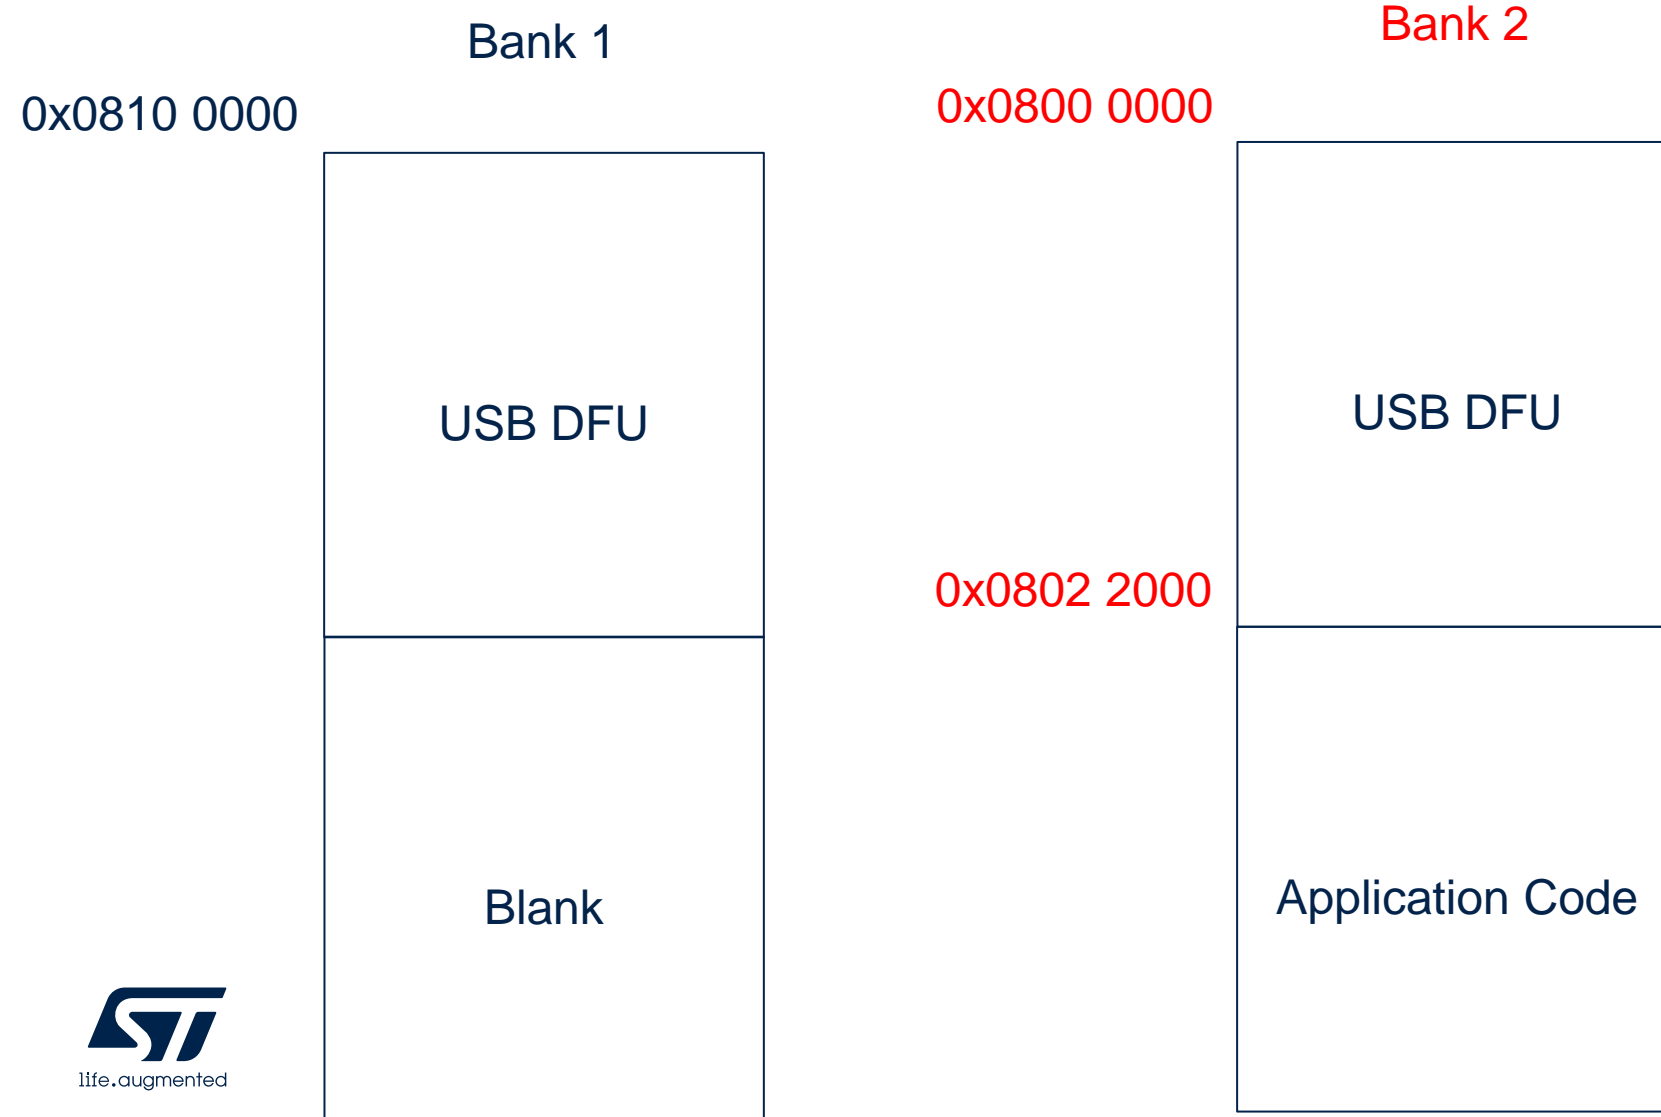 Bank 1
0x0810 0000
USB DFU
Blank
Bank 2
0x0800 0000
USB DFU
0x0802 2000
Application Code
ST
life.augmented